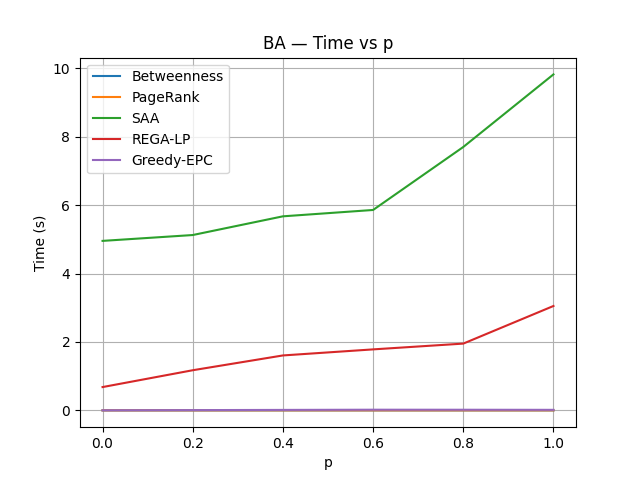 BA — Time vs p
Betweenness
PageRank
SAA
REGA-LP
Greedy-EPC
Time (s)
10
8
6
4
2
0
0.0 0.2 0.4 0.6 0.8 1.0
p